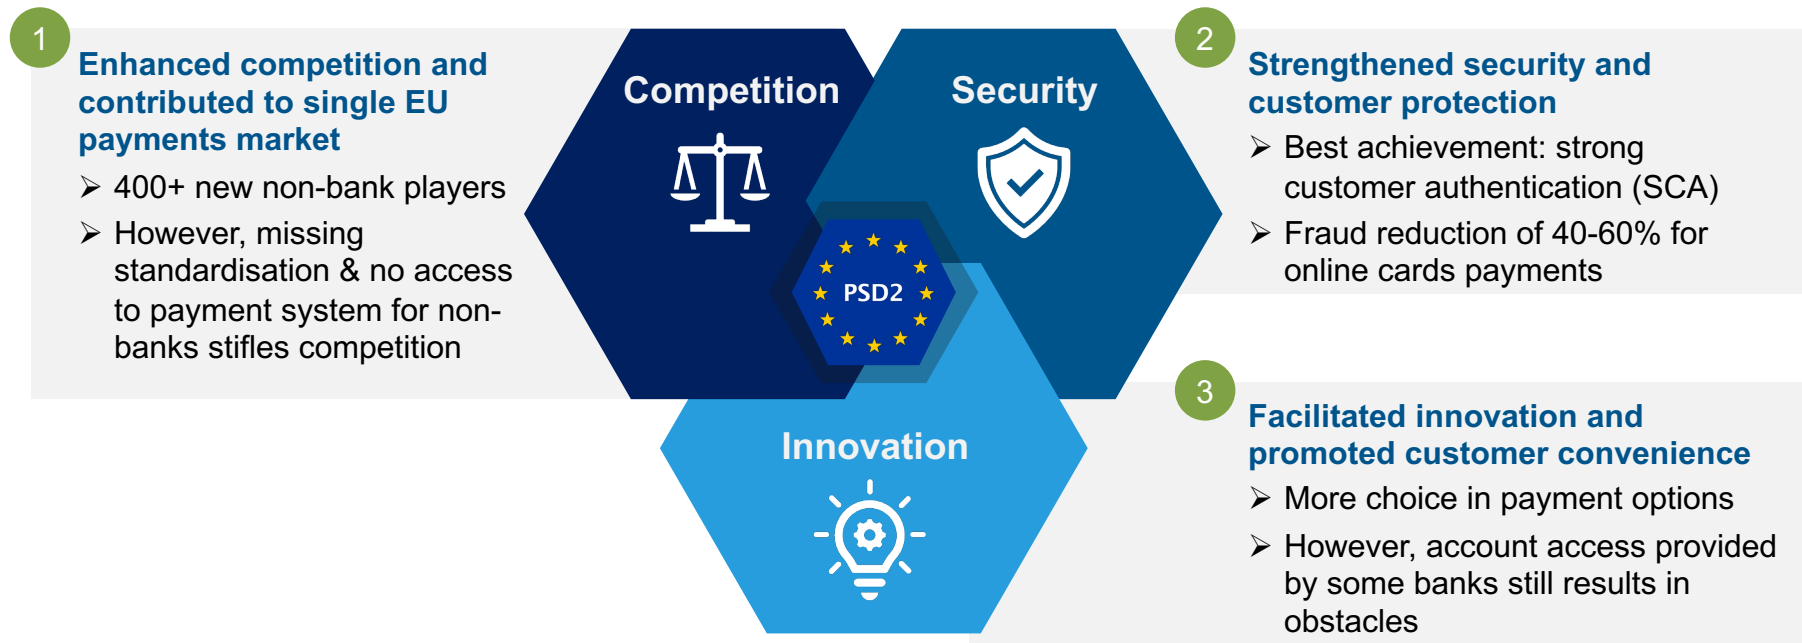 1
Enhanced competition and
contributed to single EU
payments market
➢ 400+ new non-bank players
➢ However, missing
standardisation & no access
to payment system for non-
banks stifles competition
Competition
Security
PSD2
Innovation
2
Strengthened security and
customer protection
➢ Best achievement: strong
customer authentication (SCA)
➢ Fraud reduction of 40-60% for
online cards payments
3
Facilitated innovation and
promoted customer convenience
➢ More choice in payment options
➢ However, account access provided
by some banks still results in
obstacles